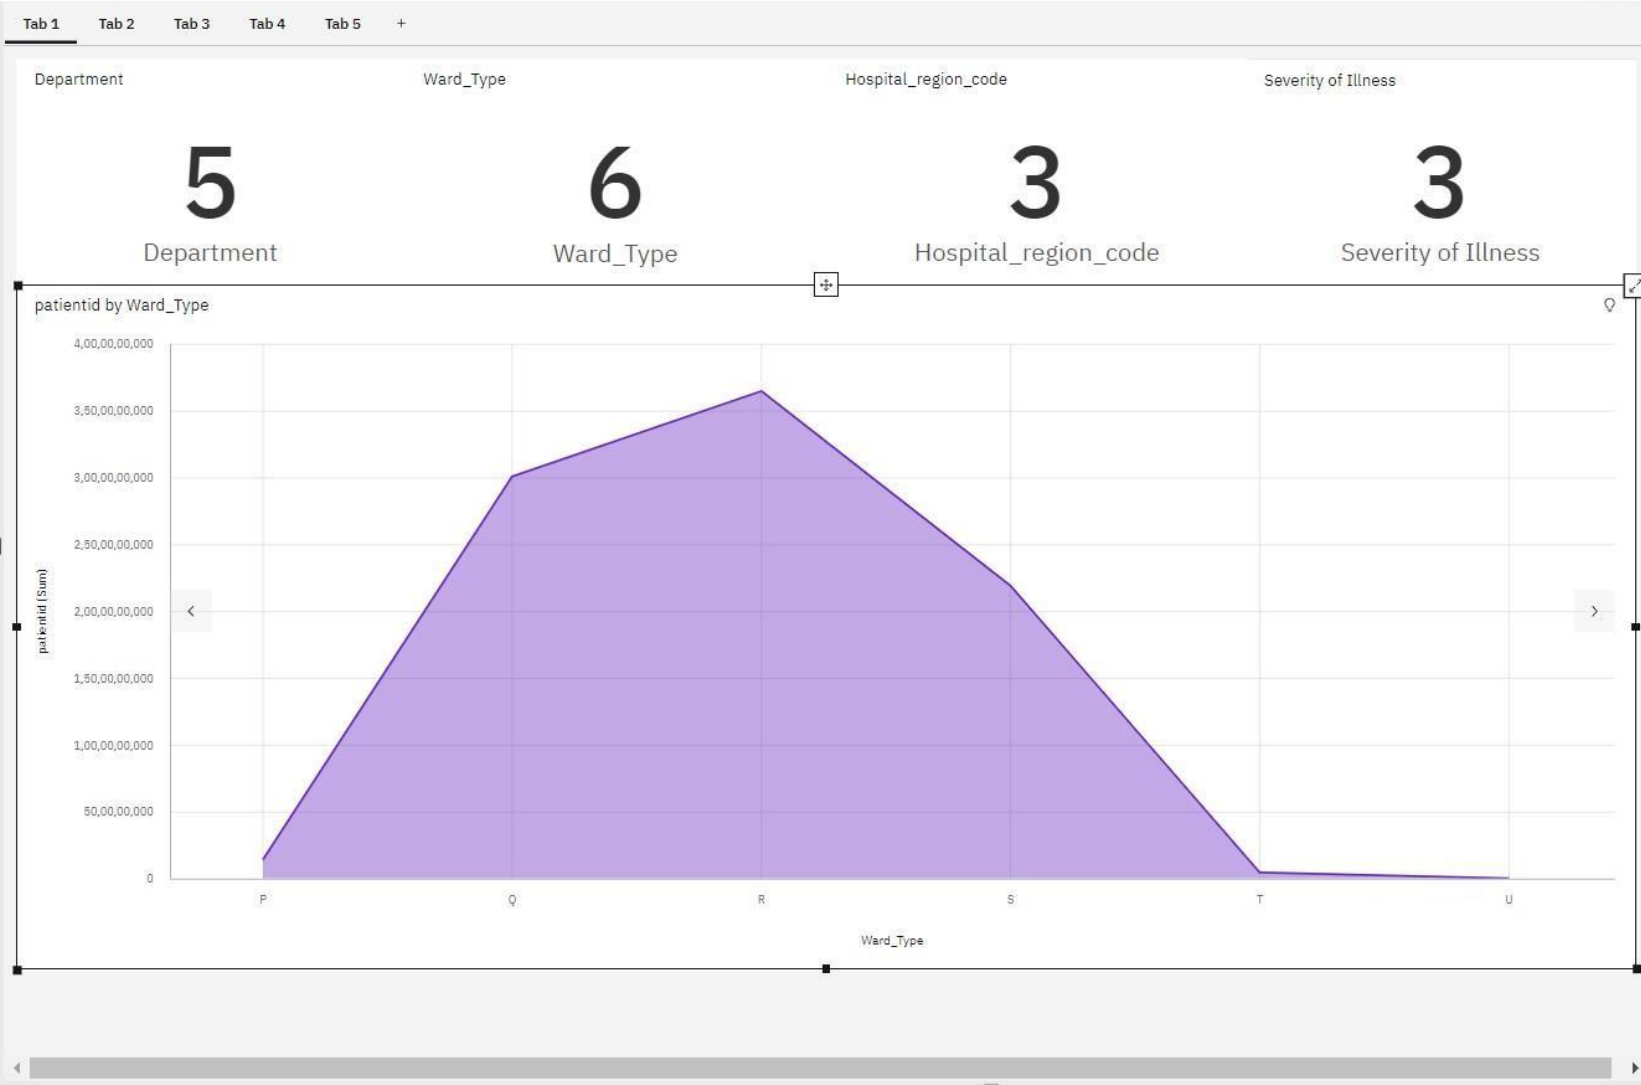 Tab 1 Tab 2 Tab 3 Tab 4 Tab 5 +
Department Ward_Type Hospital_region_code Severity of Illness
5 6 3 3
Department Ward_Type Hospital_region_code Severity of Illness
patientid by Ward_Type
4,00,00,00,000
3,50,00,00,000
3,00,00,00,000
2,50,00,00,000
2,00,00,00,000
1,50,00,00,000
1,00,00,00,000
50,00,00,000
0
patientid (Sum)
P Q R S T U
Ward_Type